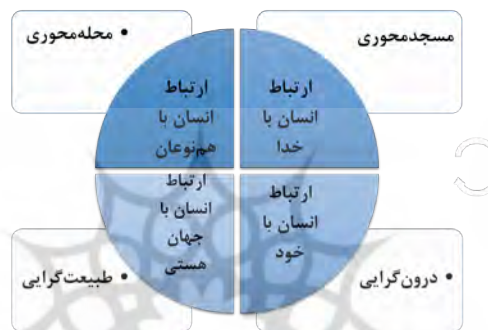 مسجدمحوری
• محله‌محوری
ارتباط
انسان با
خدا
ارتباط
انسان با
هم‌نوعان
ارتباط
انسان با
خود
ارتباط
انسان با
جهان
هستی
• درون‌گرایی
• طبیعت‌گرایی